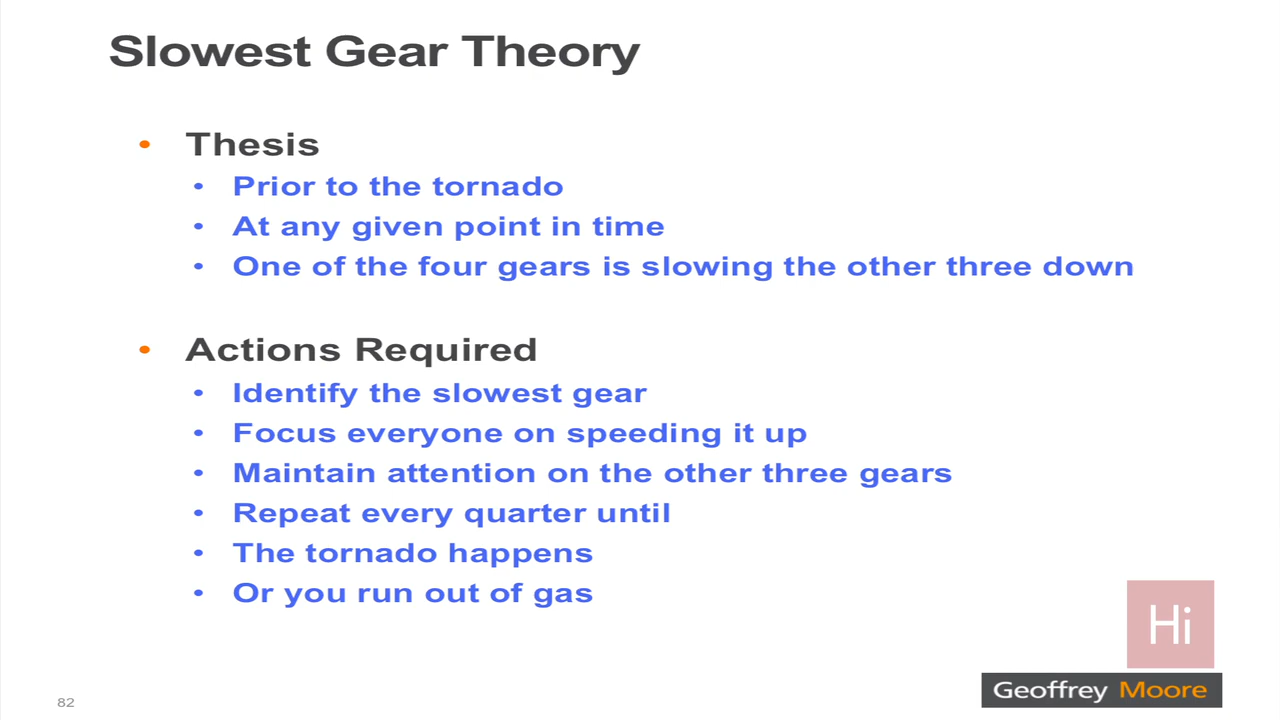 Slowest Gear Theory
• Thesis
• Prior to the tornado
• At any given point in time
• One of the four gears is slowing the other three down
• Actions Required
• Identify the slowest gear
• Focus everyone on speeding it up
• Maintain attention on the other three gears
• Repeat every quarter until
• The tornado happens
• Or you run out of gas
Hi
Geoffrey Moore
82